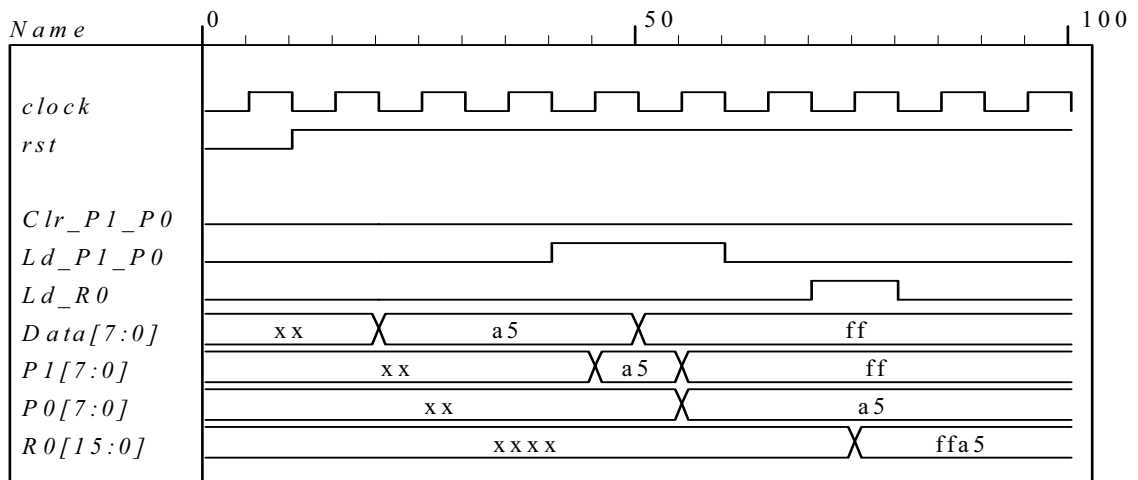 Name 0 50 100
clock
rst
Clr_P1_P0
Ld_P1_P0
Ld_R0
Data[7:0] xx a5 ff
P1[7:0] xx a5 ff
P0[7:0] xx a5
R0[15:0] xxxx ffa5